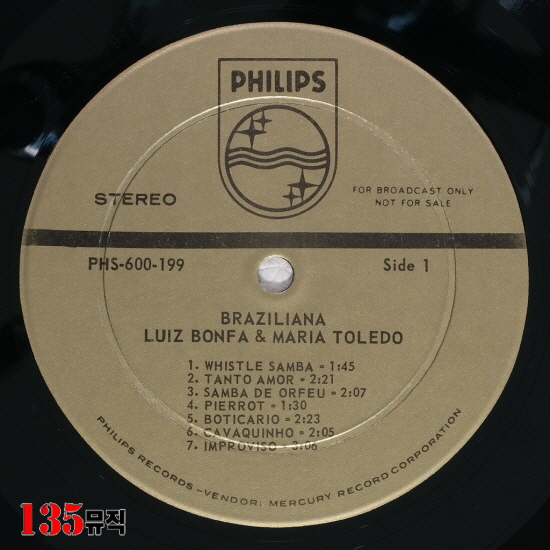 PHILIPS
STEREO
FOR BROADCAST ONLY
NOT FOR SALE
PHS-600-199
Side 1
BRAZILIANA
LUIZ BONFA & MARIA TOLEDO
1. WHISTLE SAMBA - 1:45
2. TANTO AMOR - 2:21
3. SAMBA DE ORFEU - 2:07
4. PIERROT - 1:30
5. BOTICARIO - 2:23
6. CAVAQUINHO - 2:05
7. IMPROVISO - 3:06
PHILIPS RECORDS-VENDOR: MERCURY RECORD CORPORATION
135뮤직